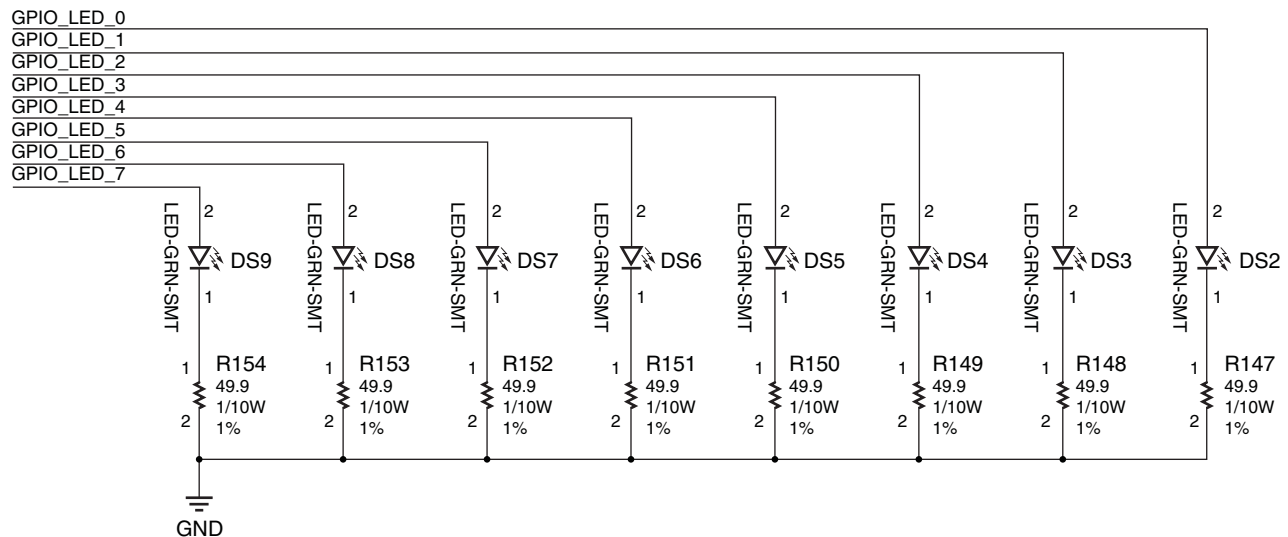 GPIO_LED_0
GPIO_LED_1
GPIO_LED_2
GPIO_LED_3
GPIO_LED_4
GPIO_LED_5
GPIO_LED_6
GPIO_LED_7
2 2 2 2 2 2 2 2
LED-GRN-SMT LED-GRN-SMT LED-GRN-SMT LED-GRN-SMT LED-GRN-SMT LED-GRN-SMT LED-GRN-SMT LED-GRN-SMT
DS9 DS8 DS7 DS6 DS5 DS4 DS3 DS2
1 1 1 1 1 1 1 1
1 R154 1 R153 1 R152 1 R151 1 R150 1 R149 1 R148 1 R147
49.9 49.9 49.9 49.9 49.9 49.9 49.9 49.9
1/10W 1/10W 1/10W 1/10W 1/10W 1/10W 1/10W 1/10W
2 1% 2 1% 2 1% 2 1% 2 1% 2 1% 2 1% 2 1%
GND